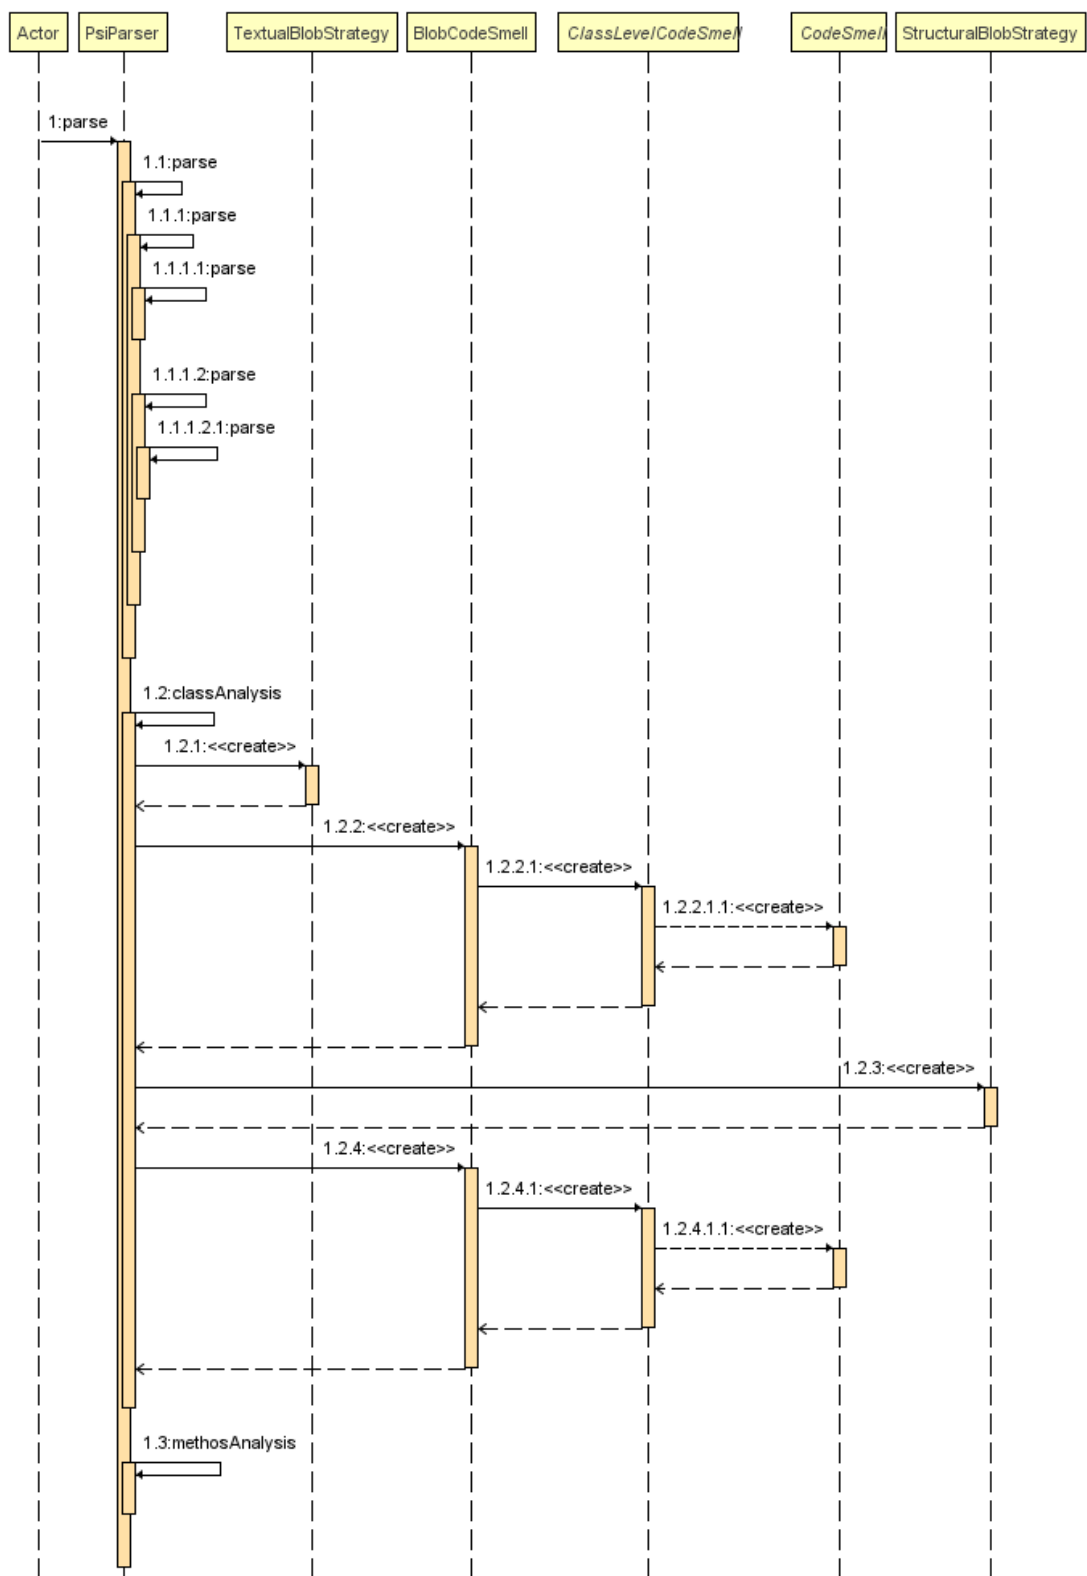 Actor PsiParser TextualBlobStrategy BlobCodeSmell ClassLevelCodeSmell CodeSmell StructuralBlobStrategy
1:parse
1.1:parse
1.1.1:parse
1.1.1.1:parse
1.1.1.2:parse
1.1.1.2.1:parse
1.2:classAnalysis
1.2.1:<<create>>
1.2.2:<<create>>
1.2.2.1:<<create>>
1.2.2.1.1:<<create>>
1.2.3:<<create>>
1.2.4:<<create>>
1.2.4.1:<<create>>
1.2.4.1.1:<<create>>
1.3:methosAnalysis